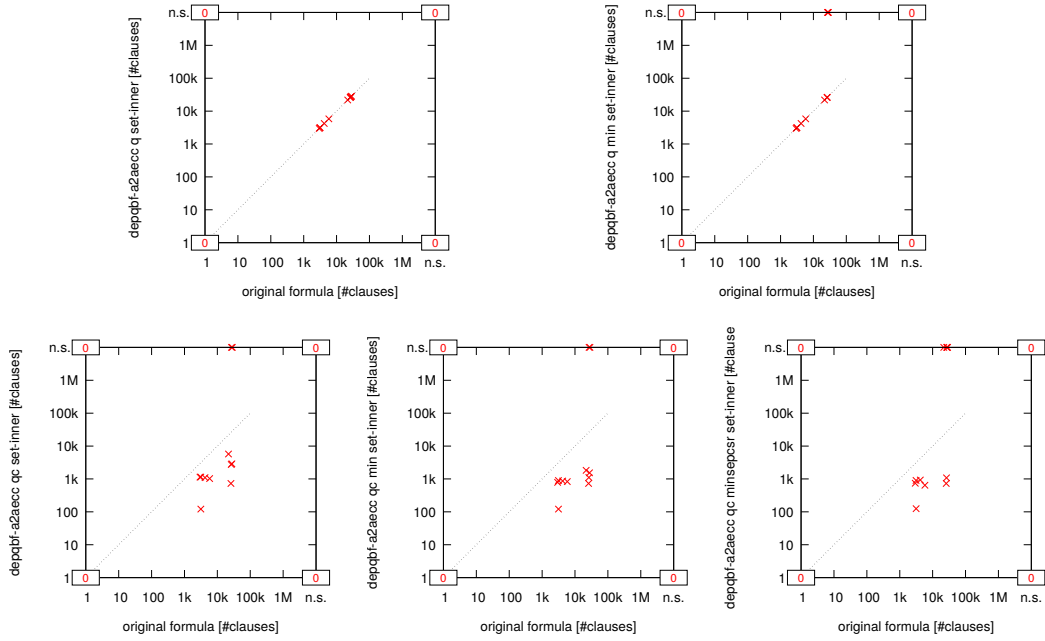 n.s. 0 0
1M
100k
10k
1k
100
10
1 0 0
1 10 100 1k 10k 100k 1M n.s.
original formula [#clauses]
depqbf-a2aecc q set-inner [#clauses]
n.s. 0 0
1M
100k
10k
1k
100
10
1 0 0
1 10 100 1k 10k 100k 1M n.s.
original formula [#clauses]
depqbf-a2aecc q min set-inner [#clauses]
n.s. 0 0
1M
100k
10k
1k
100
10
1 0 0
1 10 100 1k 10k 100k 1M n.s.
original formula [#clauses]
depqbf-a2aecc qc set-inner [#clauses]
n.s. 0 0
1M
100k
10k
1k
100
10
1 0 0
1 10 100 1k 10k 100k 1M n.s.
original formula [#clauses]
depqbf-a2aecc qc min set-inner [#clauses]
n.s. 0 0
1M
100k
10k
1k
100
10
1 0 0
1 10 100 1k 10k 100k 1M n.s.
original formula [#clauses]
depqbf-a2aecc qc minsepcsr set-inner [#clause